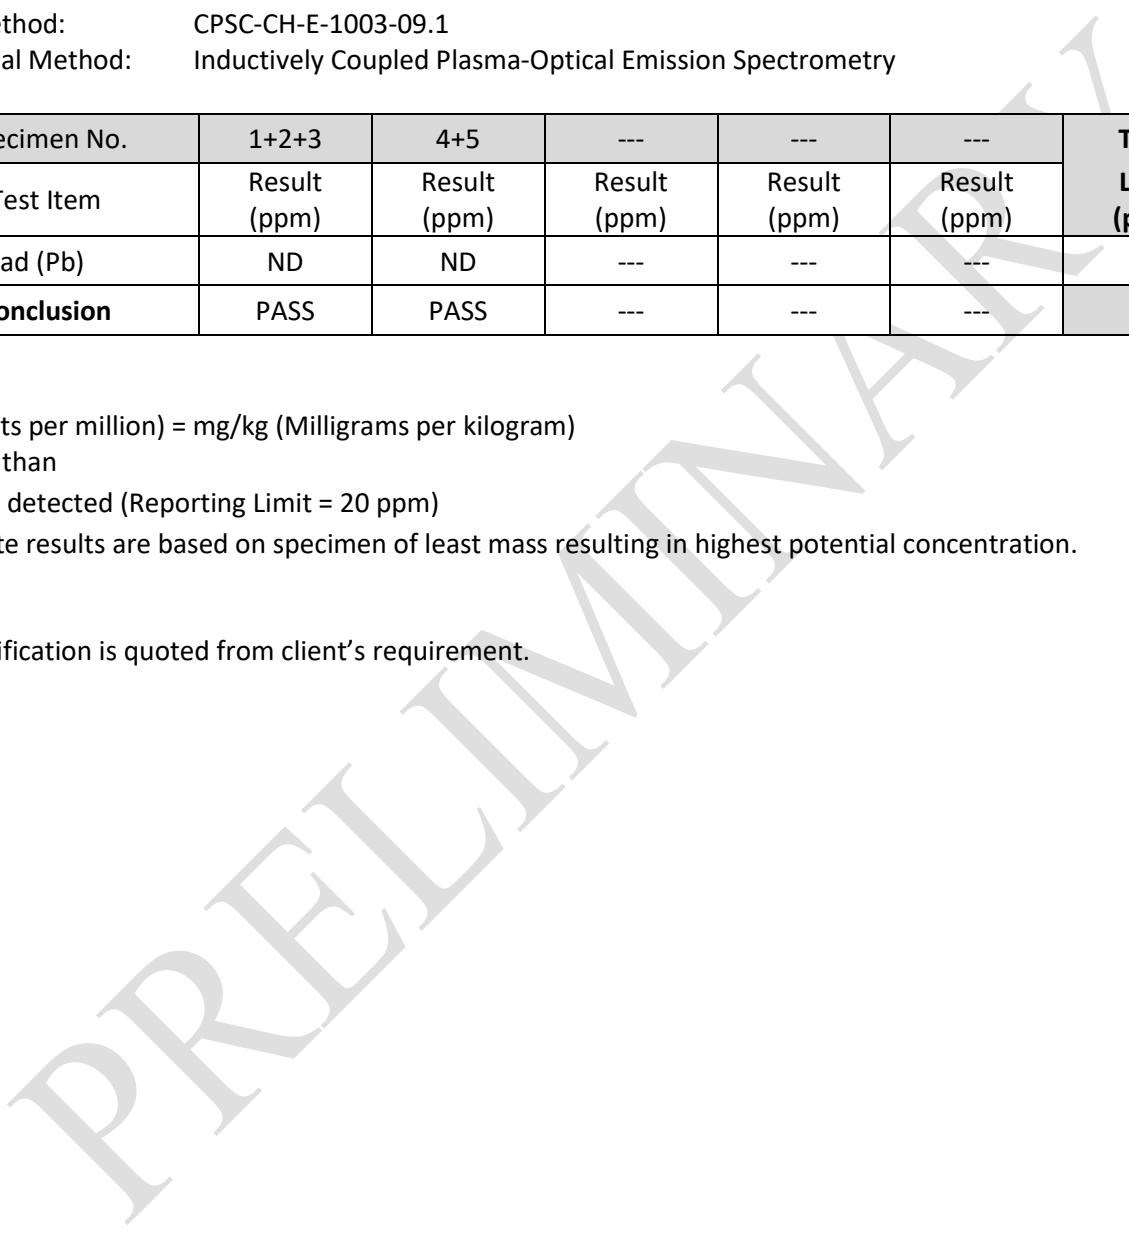 ethod: CPSC-CH-E-1003-09.1
al Method: Inductively Coupled Plasma-Optical Emission Spectrometry
ecimen No. 1+2+3 4+5 --- --- --- T
Test Item Result (ppm) Result (ppm) Result (ppm) Result (ppm) Result (ppm) L (p
ad (Pb) ND ND --- --- ---
onclusion PASS PASS --- --- ---
ts per million) = mg/kg (Milligrams per kilogram)
than
detected (Reporting Limit = 20 ppm)
te results are based on specimen of least mass resulting in highest potential concentration.
ification is quoted from client’s requirement.
PRELIMINARY